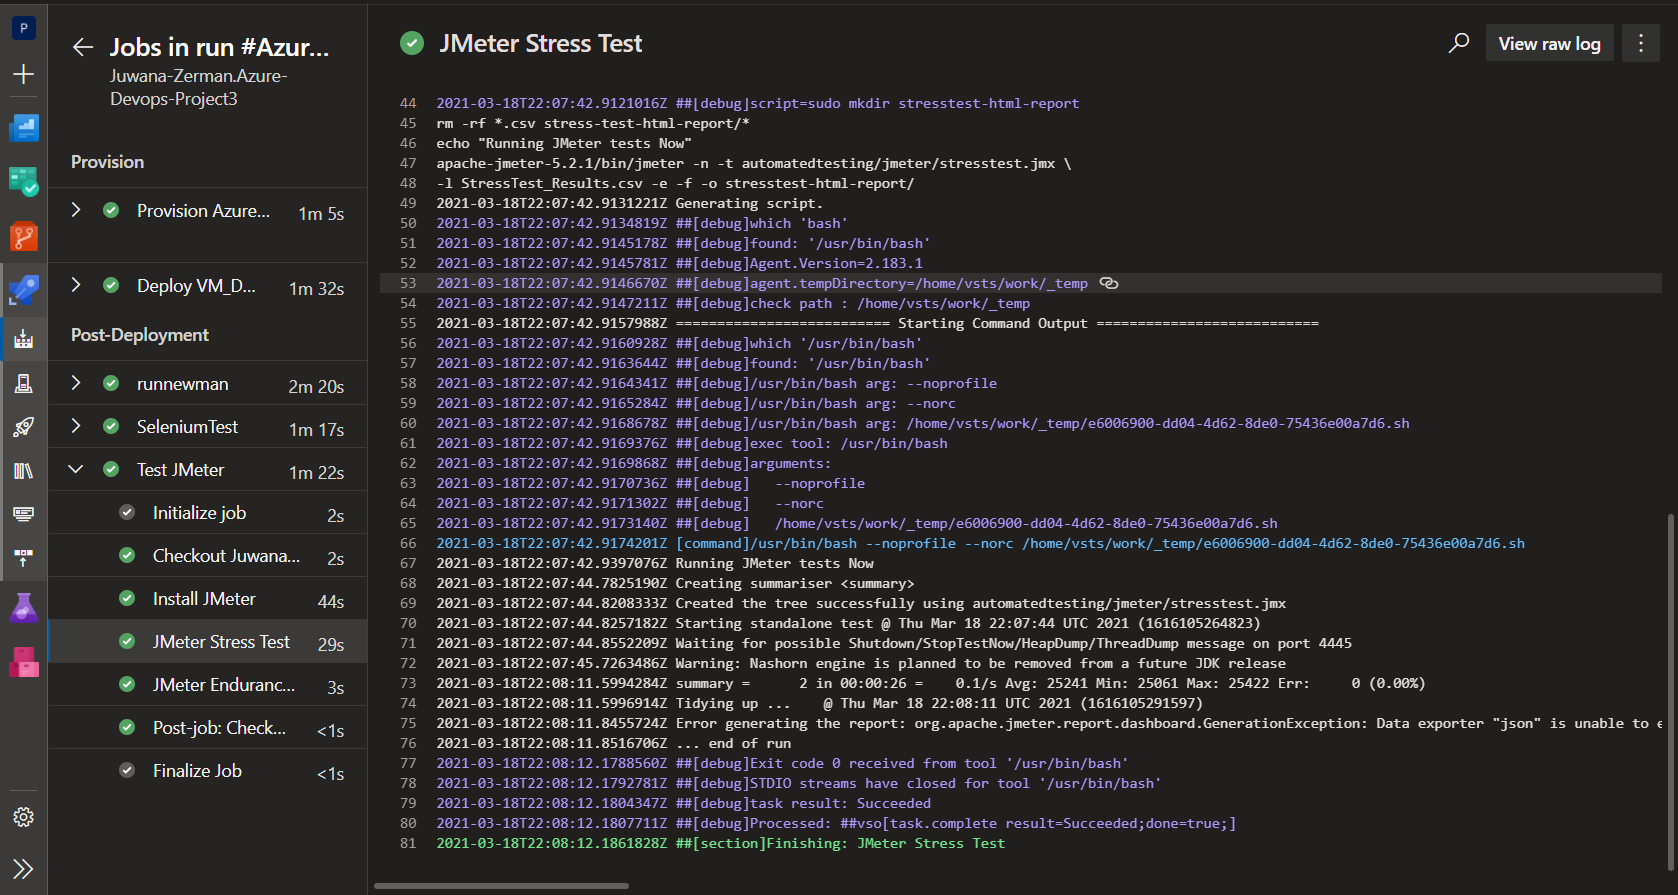 P
Jobs in run #Azur...
Juwana-Zerman.Azure-
Devops-Project3
Provision
Provision Azure... 1m 5s
Deploy VM_D... 1m 32s
Post-Deployment
runnewman 2m 20s
SeleniumTest 1m 17s
Test JMeter 1m 22s
Initialize job 2s
Checkout Juwana... 2s
Install JMeter 44s
JMeter Stress Test 29s
JMeter Enduranc... 3s
Post-job: Check... <1s
Finalize Job <1s
JMeter Stress Test
View raw log
44 2021-03-18T22:07:42.9121016Z ##[debug]script=sudo mkdir stresstest-html-report
45 rm -rf *.csv stress-test-html-report/*
46 echo "Running JMeter tests Now"
47 apache-jmeter-5.2.1/bin/jmeter -n -t automatedtesting/jmeter/stresstest.jmx \
48 -l StressTest_Results.csv -e -f -o stresstest-html-report/
49 2021-03-18T22:07:42.9131221Z Generating script.
50 2021-03-18T22:07:42.9134819Z ##[debug]which 'bash'
51 2021-03-18T22:07:42.9145178Z ##[debug]found: '/usr/bin/bash'
52 2021-03-18T22:07:42.9145781Z ##[debug]Agent.Version=2.183.1
53 2021-03-18T22:07:42.9146670Z ##[debug]agent.tempDirectory=/home/vsts/work/_temp
54 2021-03-18T22:07:42.9147211Z ##[debug]check path : /home/vsts/work/_temp
55 2021-03-18T22:07:42.9157988Z ========================== Starting Command Output ===========================
56 2021-03-18T22:07:42.9160928Z ##[debug]which '/usr/bin/bash'
57 2021-03-18T22:07:42.9163644Z ##[debug]found: '/usr/bin/bash'
58 2021-03-18T22:07:42.9164341Z ##[debug]/usr/bin/bash arg: --noprofile
59 2021-03-18T22:07:42.9165284Z ##[debug]/usr/bin/bash arg: --norc
60 2021-03-18T22:07:42.9168678Z ##[debug]/usr/bin/bash arg: /home/vsts/work/_temp/e6006900-dd04-4d62-8de0-75436e00a7d6.sh
61 2021-03-18T22:07:42.9169376Z ##[debug]exec tool: /usr/bin/bash
62 2021-03-18T22:07:42.9169868Z ##[debug]arguments:
63 2021-03-18T22:07:42.9170736Z ##[debug]   --noprofile
64 2021-03-18T22:07:42.9171302Z ##[debug]   --norc
65 2021-03-18T22:07:42.9173140Z ##[debug]   /home/vsts/work/_temp/e6006900-dd04-4d62-8de0-75436e00a7d6.sh
66 2021-03-18T22:07:42.9174201Z [command]/usr/bin/bash --noprofile --norc /home/vsts/work/_temp/e6006900-dd04-4d62-8de0-75436e00a7d6.sh
67 2021-03-18T22:07:42.9397076Z Running JMeter tests Now
68 2021-03-18T22:07:44.7825190Z Creating summariser <summary>
69 2021-03-18T22:07:44.8208333Z Created the tree successfully using automatedtesting/jmeter/stresstest.jmx
70 2021-03-18T22:07:44.8257182Z Starting standalone test @ Thu Mar 18 22:07:44 UTC 2021 (1616105264823)
71 2021-03-18T22:07:44.8552209Z Waiting for possible Shutdown/StopTestNow/HeapDump/ThreadDump message on port 4445
72 2021-03-18T22:07:45.7263486Z Warning: Nashorn engine is planned to be removed from a future JDK release
73 2021-03-18T22:08:11.5994284Z summary =      2 in 00:00:26 =    0.1/s Avg: 25241 Min: 25061 Max: 25422 Err:     0 (0.00%)
74 2021-03-18T22:08:11.5996914Z Tidying up ...    @ Thu Mar 18 22:08:11 UTC 2021 (1616105291597)
75 2021-03-18T22:08:11.8455724Z Error generating the report: org.apache.jmeter.report.dashboard.GenerationException: Data exporter "json" is unable to e
76 2021-03-18T22:08:11.8516706Z ... end of run
77 2021-03-18T22:08:12.1788560Z ##[debug]Exit code 0 received from tool '/usr/bin/bash'
78 2021-03-18T22:08:12.1792781Z ##[debug]STDIO streams have closed for tool '/usr/bin/bash'
79 2021-03-18T22:08:12.1804347Z ##[debug]task result: Succeeded
80 2021-03-18T22:08:12.1807711Z ##[debug]Processed: ##vso[task.complete result=Succeeded;done=true;]
81 2021-03-18T22:08:12.1861828Z ##[section]Finishing: JMeter Stress Test